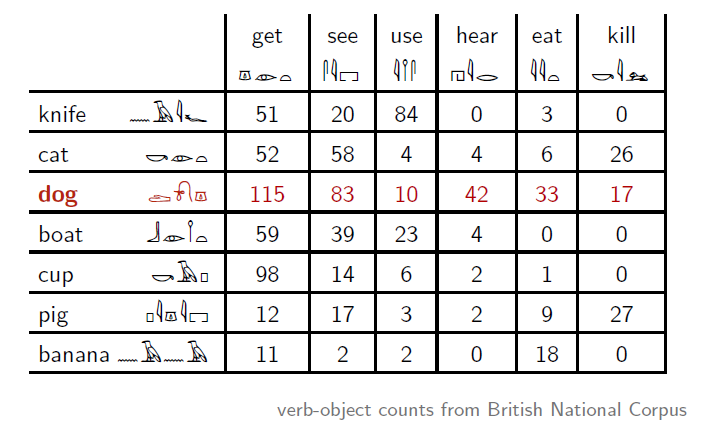 get see use hear eat kill
knife 51 20 84 0 3 0
cat 52 58 4 4 6 26
dog 115 83 10 42 33 17
boat 59 39 23 4 0 0
cup 98 14 6 2 1 0
pig 12 17 3 2 9 27
banana 11 2 2 0 18 0
verb-object counts from British National Corpus